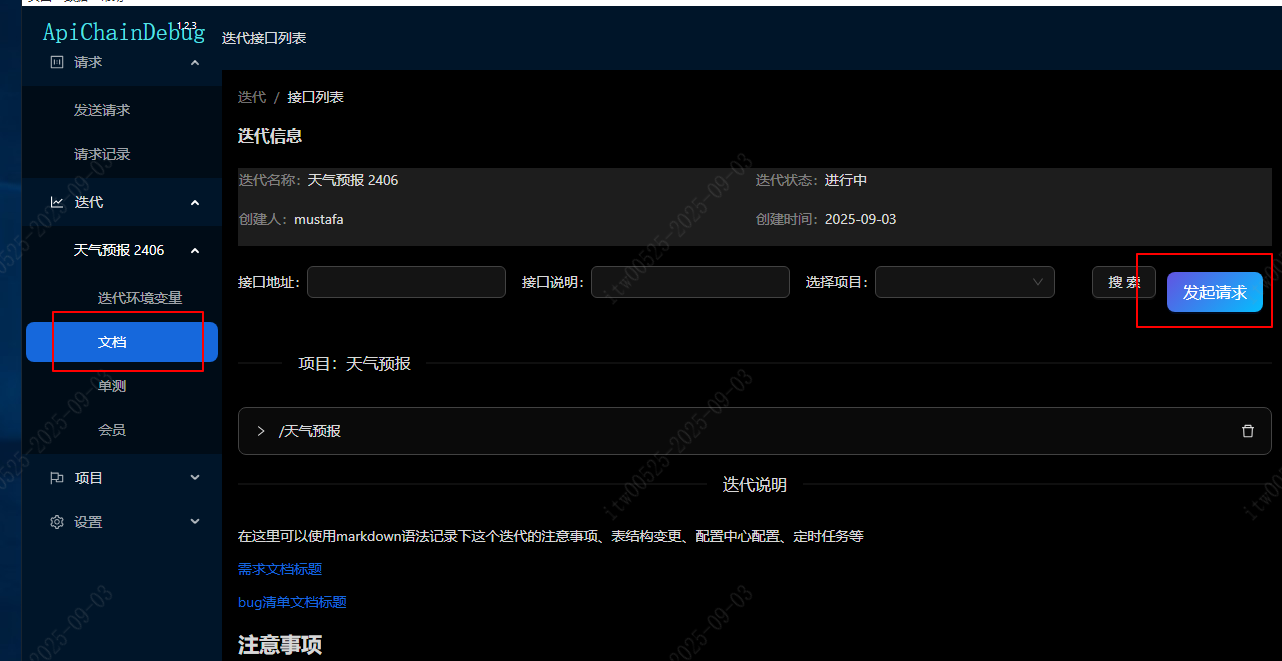 ApiChainDebug
123
迭代接口列表
请求
发送请求
请求记录
迭代
天气预报 2406
迭代环境变量
文档
单测
会员
项目
设置
迭代 / 接口列表
迭代信息
迭代名称: 天气预报 2406
迭代状态: 进行中
创建人: mustafa
创建时间: 2025-09-03
接口地址:
接口说明:
选择项目:
搜 索
发起请求
项目：天气预报
/天气预报
迭代说明
在这里可以使用markdown语法记录下这个迭代的注意事项、表结构变更、配置中心配置、定时任务等
需求文档标题
bug清单文档标题
注意事项
itw00525-2025-09-03